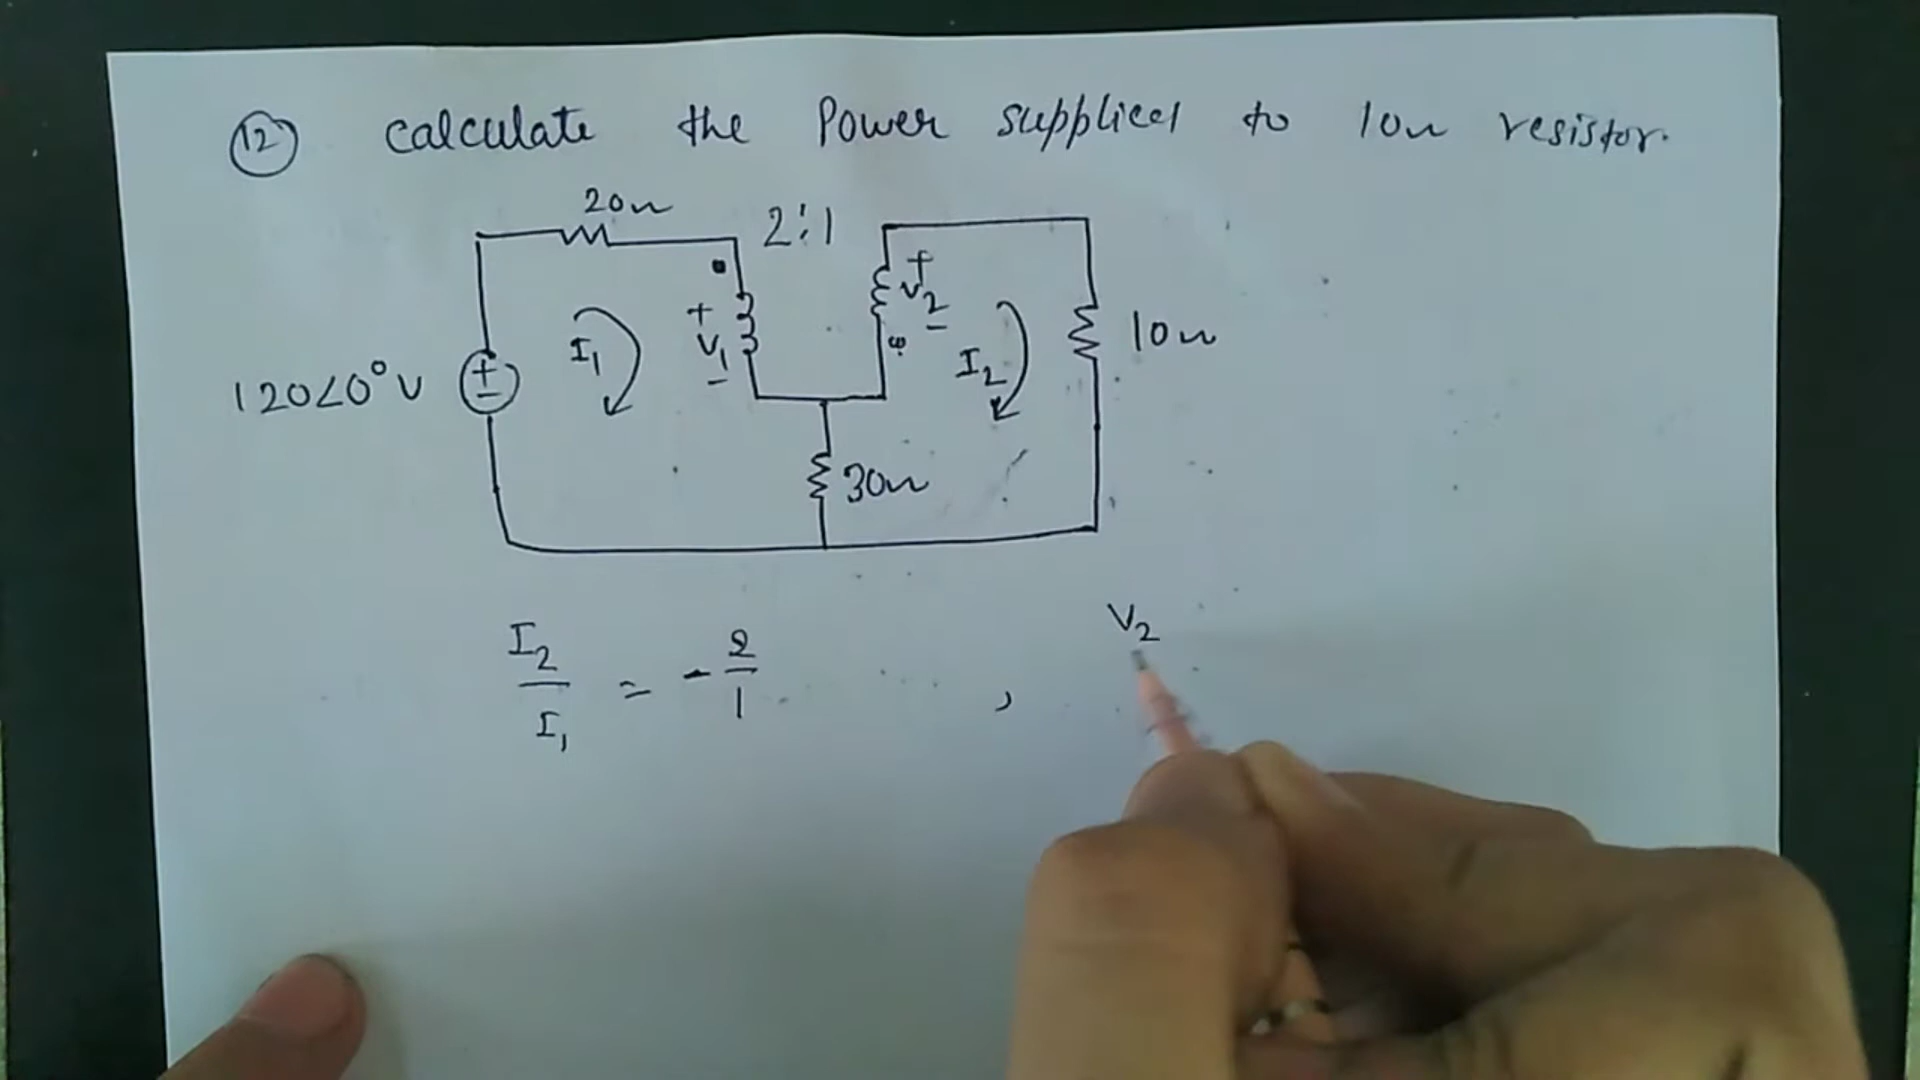 12 calculate the Power supplied to 10Ω resistor.
20Ω
2:1
+ V1 -
+ V2 -
I1
I2
10Ω
120∠0°V
+ -
30Ω
I2/I1 = -2/1 , V2